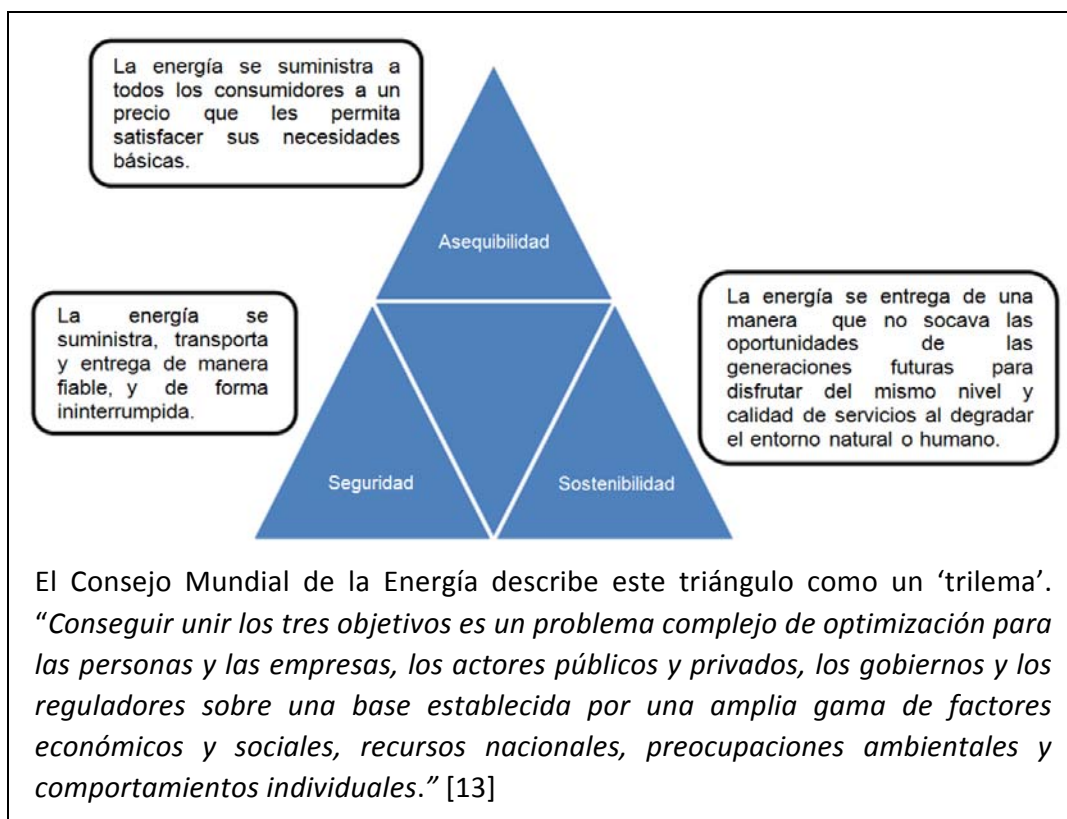 La energía se suministra a
todos los consumidores a un
precio que les permita
satisfacer sus necesidades
básicas.
Asequibilidad
La energía se
suministra, transporta
y entrega de manera
fiable, y de forma
ininterrumpida.
La energía se entrega de una
manera que no socava las
oportunidades de las
generaciones futuras para
disfrutar del mismo nivel y
calidad de servicios al degradar
el entorno natural o humano.
Seguridad
Sostenibilidad
El Consejo Mundial de la Energía describe este triángulo como un ‘trilema’.
“Conseguir unir los tres objetivos es un problema complejo de optimización para
las personas y las empresas, los actores públicos y privados, los gobiernos y los
reguladores sobre una base establecida por una amplia gama de factores
económicos y sociales, recursos nacionales, preocupaciones ambientales y
comportamientos individuales.” [13]